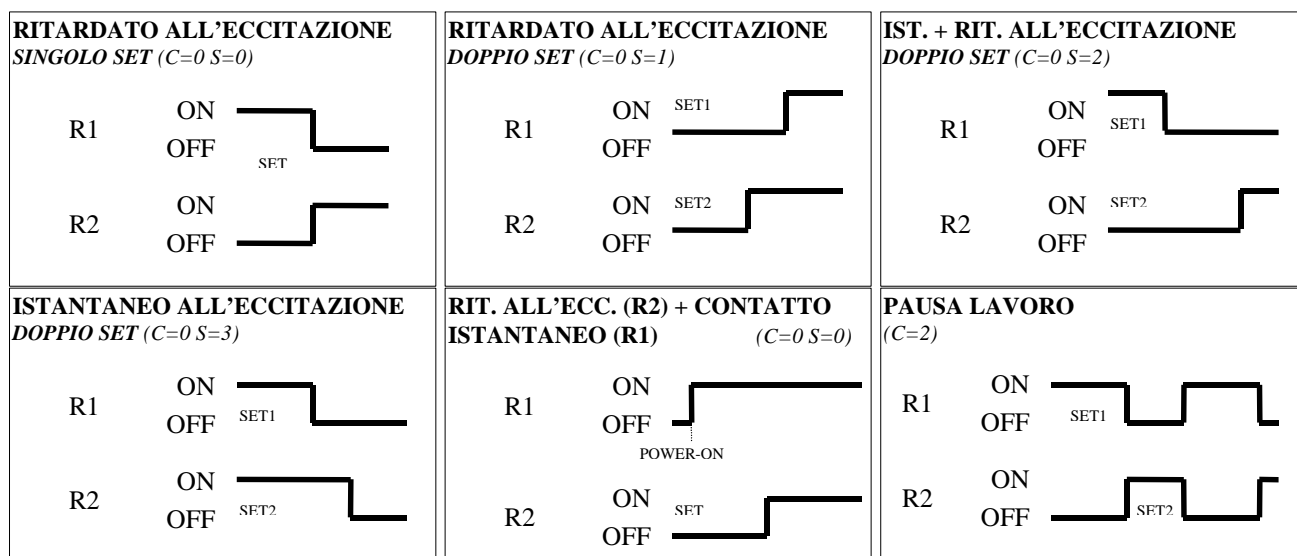 RITARDATO ALL'ECCITAZIONE
SINGOLO SET (C=0 S=0)
R1
ON
OFF
SET
R2
ON
OFF
RITARDATO ALL'ECCITAZIONE
DOPPIO SET (C=0 S=1)
R1
ON
OFF
SET1
R2
ON
OFF
SET2
IST. + RIT. ALL'ECCITAZIONE
DOPPIO SET (C=0 S=2)
R1
ON
OFF
SET1
R2
ON
OFF
SET2
ISTANTANEO ALL'ECCITAZIONE
DOPPIO SET (C=0 S=3)
R1
ON
OFF
SET1
R2
ON
OFF
SET2
RIT. ALL'ECC. (R2) + CONTATTO
ISTANTANEO (R1) (C=0 S=0)
R1
ON
OFF
POWER-ON
R2
ON
OFF
SET
PAUSA LAVORO
(C=2)
R1
ON
OFF
SET1
R2
ON
OFF
SET2